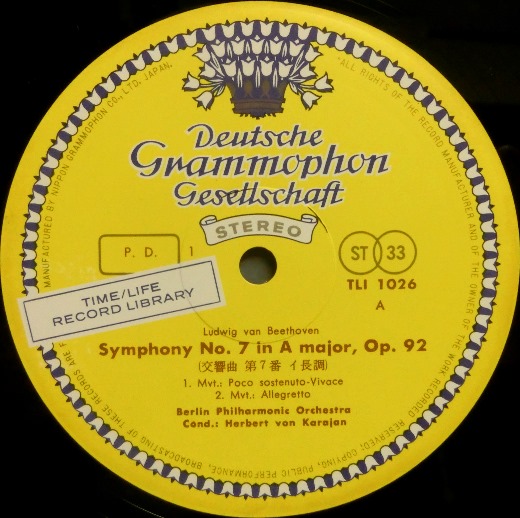 Deutsche
Grammophon
Gesellschaft
STEREO
P. D.
1
ST 33
TLI 1026
A
TIME/LIFE
RECORD LIBRARY
Ludwig van Beethoven
Symphony No. 7 in A major, Op. 92
(交響曲 第7番 イ長調)
1. Mvt.: Poco sostenuto-Vivace
2. Mvt.: Allegretto
Berlin Philharmonic Orchestra
Cond.: Herbert von Karajan
MANUFACTURED BY NIPPON GRAMMOPHON CO., LTD. JAPAN.
"ALL RIGHTS OF THE RECORD MANUFACTURER AND OF THE OWNER OF THE WORK RECORDED RESERVED. COPYING, PUBLIC PERFORMANCE, BROADCASTING OF THESE RECORDS ARE